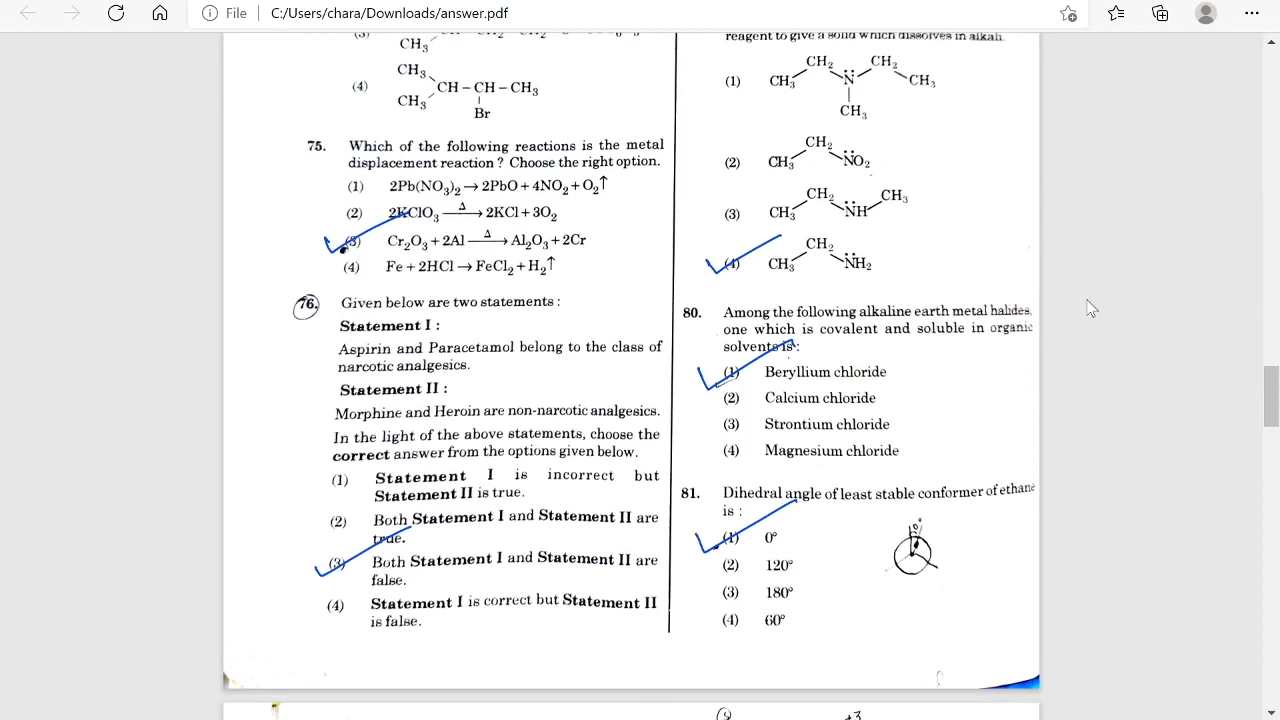 File
C:/Users/chara/Downloads/answer.pdf
CH3
(4)
CH3
CH – CH – CH3
CH3
Br
75. Which of the following reactions is the metal
displacement reaction ? Choose the right option.
(1) 2Pb(NO3)2 → 2PbO + 4NO2 + O2↑
(2) 2KClO3 —Δ→ 2KCl + 3O2
(3) Cr2O3 + 2Al —Δ→ Al2O3 + 2Cr
(4) Fe + 2HCl → FeCl2 + H2↑
76. Given below are two statements :
Statement I :
Aspirin and Paracetamol belong to the class of
narcotic analgesics.
Statement II :
Morphine and Heroin are non-narcotic analgesics.
In the light of the above statements, choose the
correct answer from the options given below.
(1) Statement I is incorrect but
Statement II is true.
(2) Both Statement I and Statement II are
true.
(3) Both Statement I and Statement II are
false.
(4) Statement I is correct but Statement II
is false.
reagent to give a solid which dissolves in alkali.
CH2 CH2
(1) CH3 N̈ CH3
CH3
CH2
(2) CH3 N̈O2
CH2 CH3
(3) CH3 N̈H
CH2
(4) CH3 N̈H2
80. Among the following alkaline earth metal halides,
one which is covalent and soluble in organic
solvents is :
(1) Beryllium chloride
(2) Calcium chloride
(3) Strontium chloride
(4) Magnesium chloride
81. Dihedral angle of least stable conformer of ethane
is :
(1) 0°
(2) 120°
(3) 180°
(4) 60°
+3